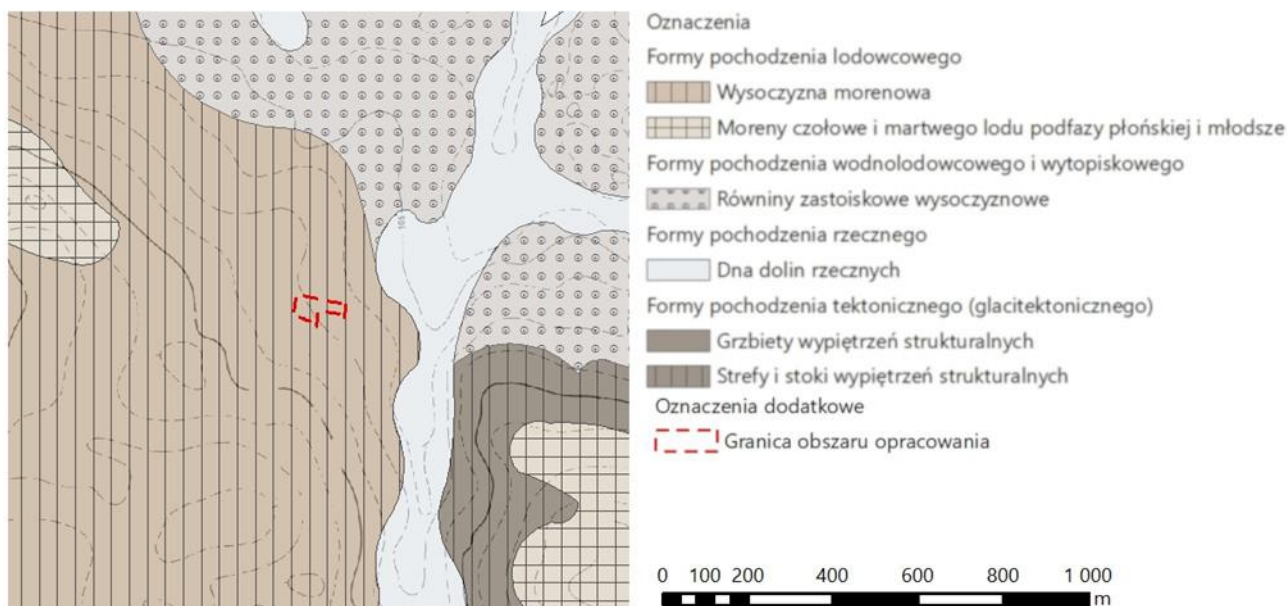 Oznaczenia
Formy pochodzenia lodowcowego
Wysoczyzna morenowa
Moreny czołowe i martwego lodu podfazy płońskiej i młodsze
Formy pochodzenia wodnolodowcowego i wytopiskowego
Równiny zastoiskowe wysoczyznowe
Formy pochodzenia rzecznego
Dna dolin rzecznych
Formy pochodzenia tektonicznego (glacitektonicznego)
Grzbiety wypiętrzeń strukturalnych
Strefy i stoki wypiętrzeń strukturalnych
Oznaczenia dodatkowe
Granica obszaru opracowania
0 100 200 400 600 800 1 000
m